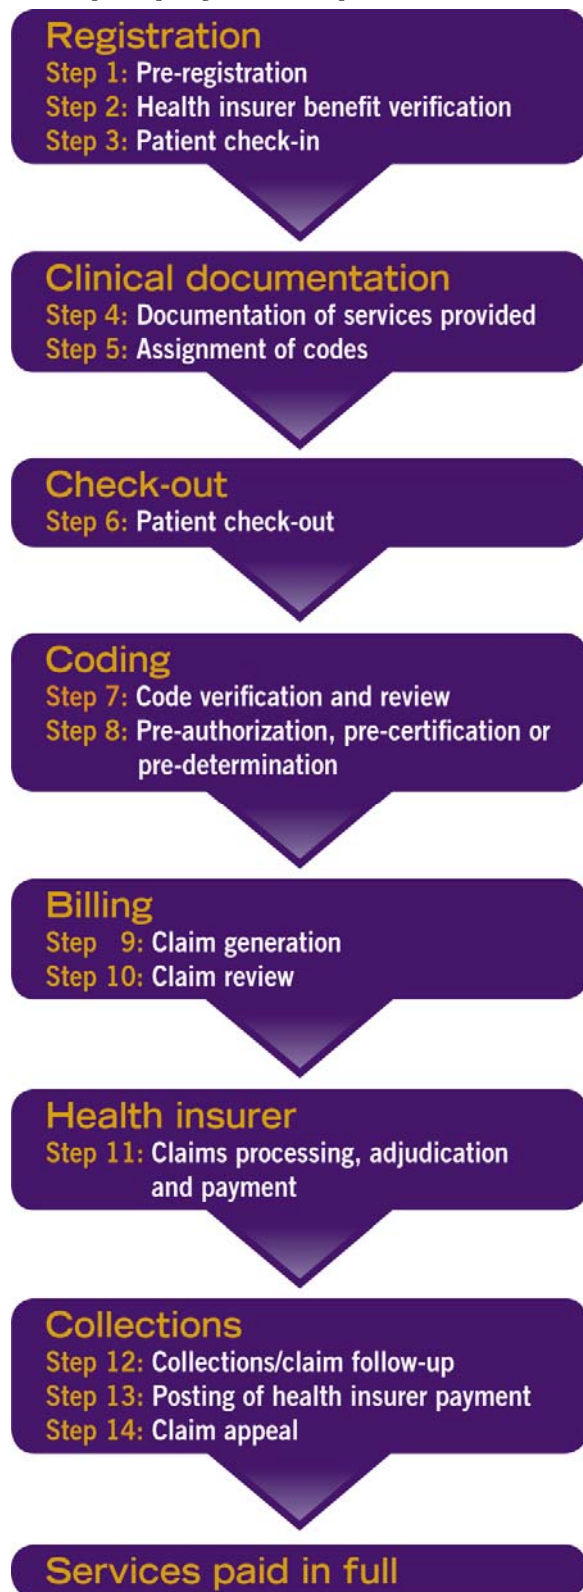 Registration
Step 1: Pre-registration
Step 2: Health insurer benefit verification
Step 3: Patient check-in
Clinical documentation
Step 4: Documentation of services provided
Step 5: Assignment of codes
Check-out
Step 6: Patient check-out
Coding
Step 7: Code verification and review
Step 8: Pre-authorization, pre-certification or
pre-determination
Billing
Step 9: Claim generation
Step 10: Claim review
Health insurer
Step 11: Claims processing, adjudication
and payment
Collections
Step 12: Collections/claim follow-up
Step 13: Posting of health insurer payment
Step 14: Claim appeal
Services paid in full